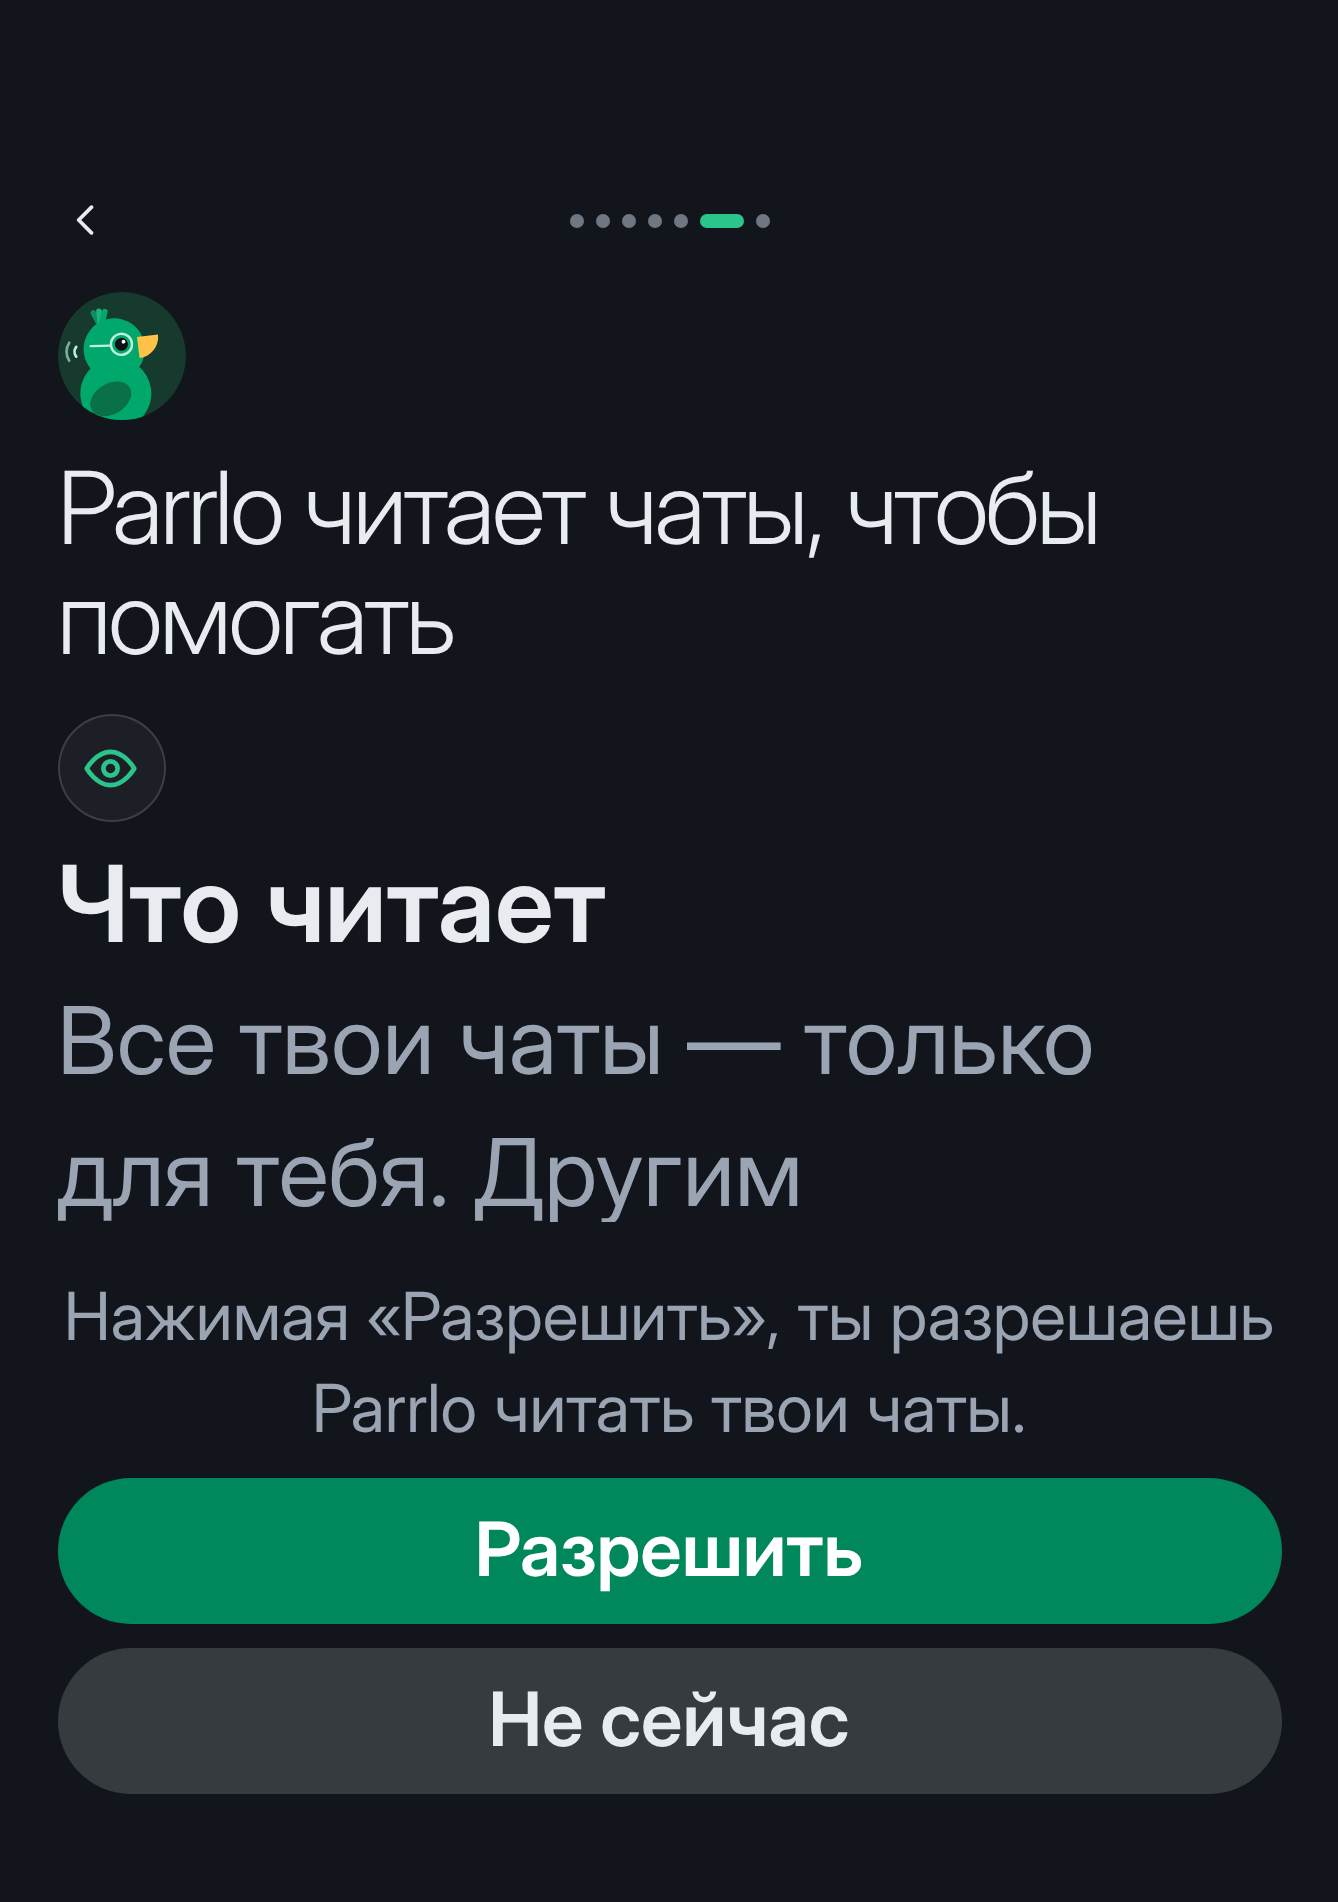 Parrlo читает чаты, чтобы
помогать
Что читает
Все твои чаты — только
для тебя. Другим
Нажимая «Разрешить», ты разрешаешь
Parrlo читать твои чаты.
Разрешить
Не сейчас